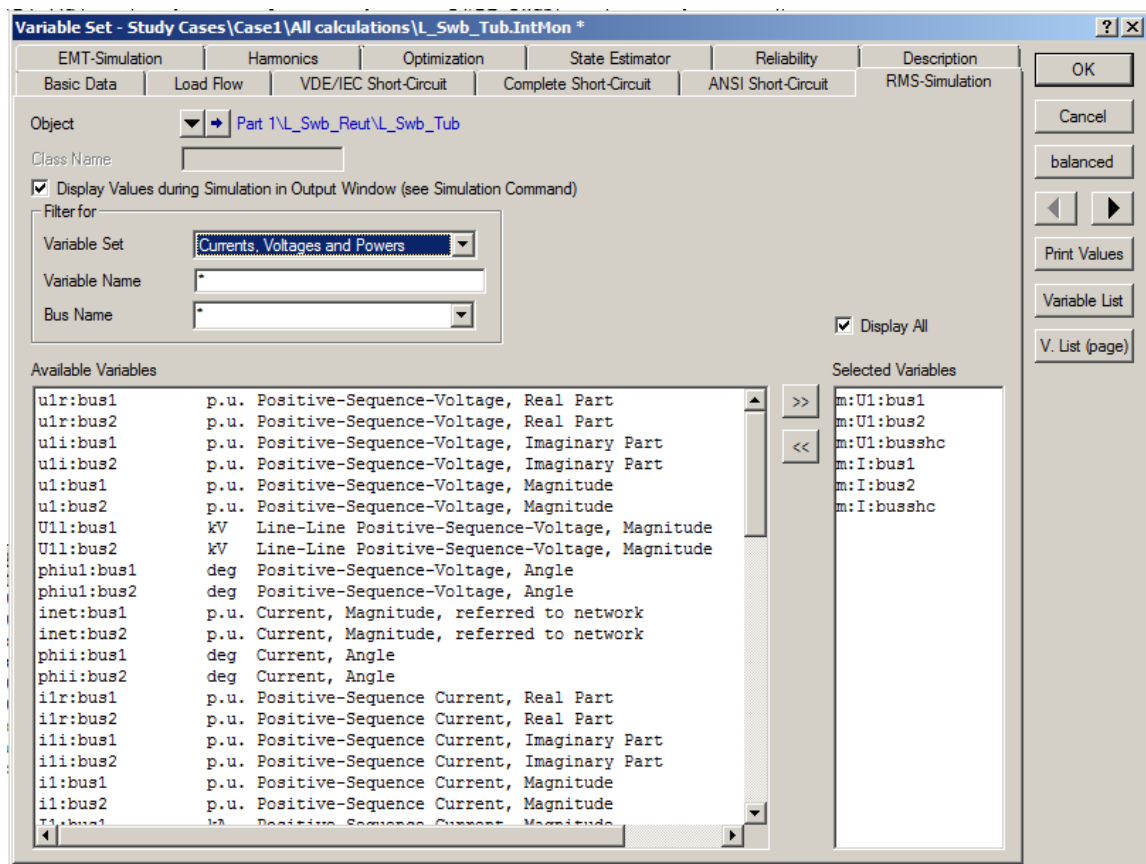 Variable Set - Study Cases\Case1\All calculations\L_Swb_Tub.IntMon *
EMT-Simulation Harmonics Optimization State Estimator Reliability Description
Basic Data Load Flow VDE/IEC Short-Circuit Complete Short-Circuit ANSI Short-Circuit RMS-Simulation
OK
Cancel
balanced
Print Values
Variable List
V. List (page)
Object Part 1\L_Swb_Reut\L_Swb_Tub
Class Name
Display Values during Simulation in Output Window (see Simulation Command)
Filter for
Variable Set Currents, Voltages and Powers
Variable Name *
Bus Name *
Display All
Available Variables
u1r:bus1 p.u. Positive-Sequence-Voltage, Real Part
u1r:bus2 p.u. Positive-Sequence-Voltage, Real Part
u1i:bus1 p.u. Positive-Sequence-Voltage, Imaginary Part
u1i:bus2 p.u. Positive-Sequence-Voltage, Imaginary Part
u1:bus1 p.u. Positive-Sequence-Voltage, Magnitude
u1:bus2 p.u. Positive-Sequence-Voltage, Magnitude
U1l:bus1 kV Line-Line Positive-Sequence-Voltage, Magnitude
U1l:bus2 kV Line-Line Positive-Sequence-Voltage, Magnitude
phiu1:bus1 deg Positive-Sequence-Voltage, Angle
phiu1:bus2 deg Positive-Sequence-Voltage, Angle
inet:bus1 p.u. Current, Magnitude, referred to network
inet:bus2 p.u. Current, Magnitude, referred to network
phii:bus1 deg Current, Angle
phii:bus2 deg Current, Angle
i1r:bus1 p.u. Positive-Sequence Current, Real Part
i1r:bus2 p.u. Positive-Sequence Current, Real Part
i1i:bus1 p.u. Positive-Sequence Current, Imaginary Part
i1i:bus2 p.u. Positive-Sequence Current, Imaginary Part
i1:bus1 p.u. Positive-Sequence Current, Magnitude
i1:bus2 p.u. Positive-Sequence Current, Magnitude
I1:bus1 kA Positive-Sequence Current, Magnitude
>>
<<
Selected Variables
m:U1:bus1
m:U1:bus2
m:U1:busshc
m:I:bus1
m:I:bus2
m:I:busshc